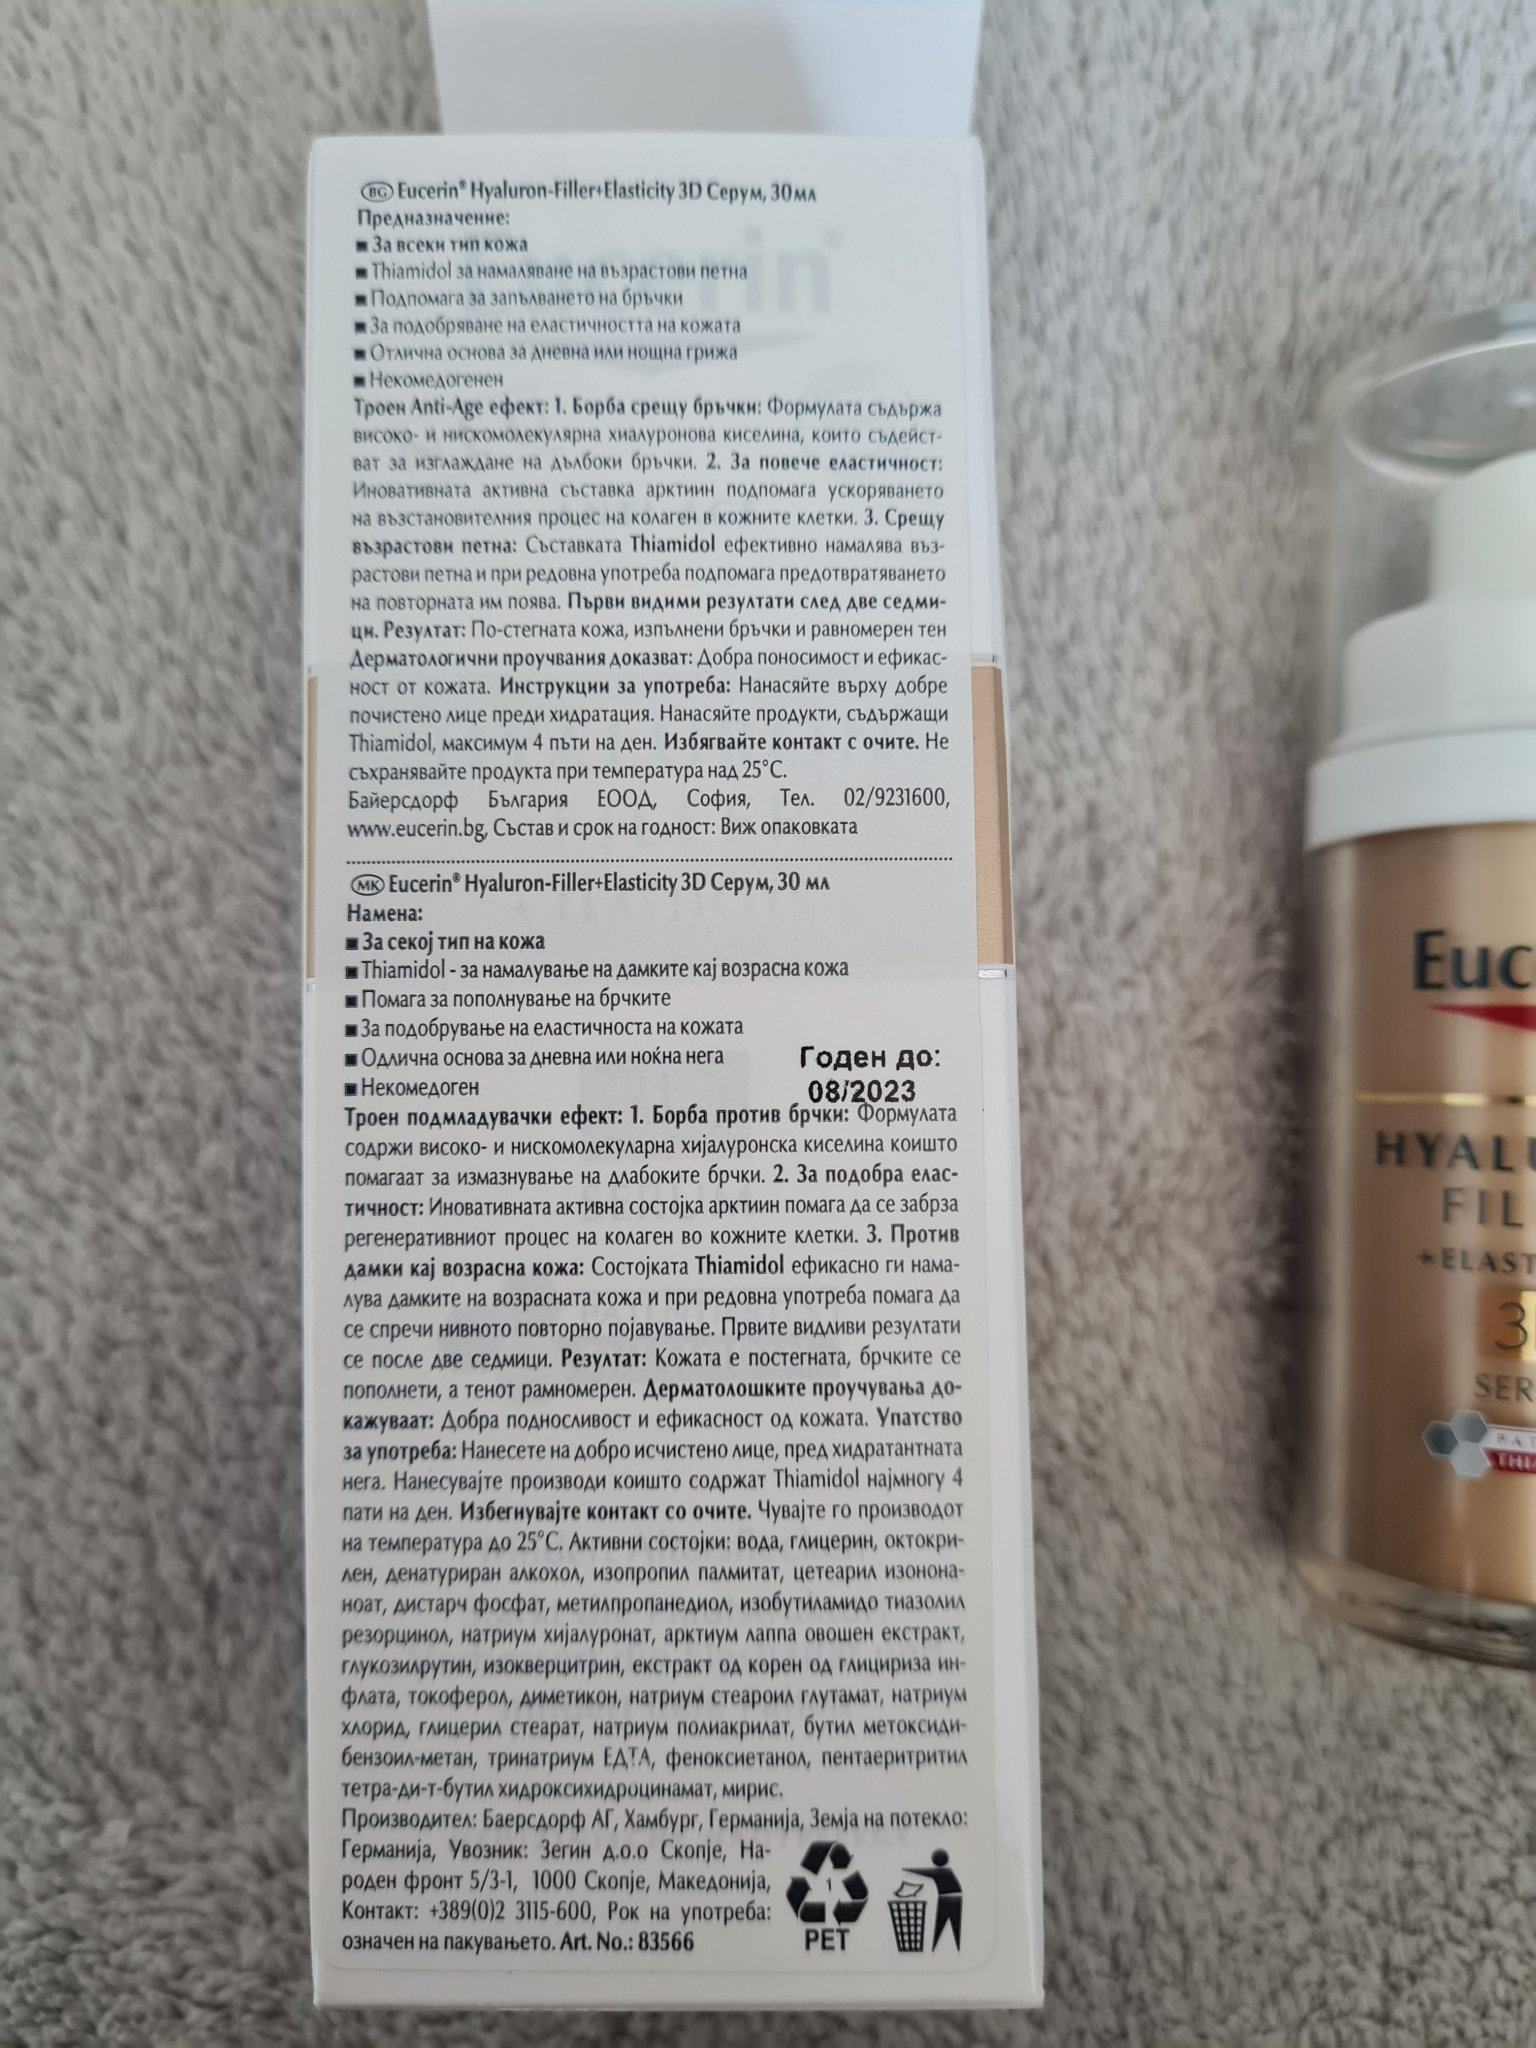 BG Eucerin® Hyaluron-Filler+Elasticity 3D Серум, 30мл
Предназначение:
■ За всеки тип кожа
■ Thiamidol за намаляване на възрастови петна
■ Подпомага за запълването на бръчки
■ За подобряване на еластичността на кожата
■ Отлична основа за дневна или нощна грижа
■ Некомедогенен
Троен Anti-Age ефект: 1. Борба срещу бръчки: Формулата съдържа
високо- и нискомолекулярна хиалуронова киселина, които съдейст-
ват за изглаждане на дълбоки бръчки. 2. За повече еластичност:
Иновативната активна съставка арктиин подпомага ускоряването
на възстановителния процес на колаген в кожните клетки. 3. Срещу
възрастови петна: Съставката Thiamidol ефективно намалява въз-
растови петна и при редовна употреба подпомага предотвратяването
на повторната им поява. Първи видими резултати след две седми-
ци. Резултат: По-стегната кожа, изпълнени бръчки и равномерен тен
Дерматологични проучвания доказват: Добра поносимост и ефикас-
ност от кожата. Инструкции за употреба: Нанасяйте върху добре
почистено лице преди хидратация. Нанасяйте продукти, съдържащи
Thiamidol, максимум 4 пъти на ден. Избягвайте контакт с очите. Не
съхранявайте продукта при температура над 25°C.
Байерсдорф България ЕООД, София, Тел. 02/9231600,
www.eucerin.bg, Състав и срок на годност: Виж опаковката
MK Eucerin® Hyaluron-Filler+Elasticity 3D Серум, 30 мл
Намена:
■ За секој тип на кожа
■ Thiamidol - за намалување на дамките кај возрасна кожа
■ Помага за пополнување на брчките
■ За подобрување на еластичноста на кожата
■ Одлична основа за дневна или ноќна нега
■ Некомедоген
Годен до:
08/2023
Троен подмладувачки ефект: 1. Борба против брчки: Формулата
содржи високо- и нискомолекуларна хијалуронска киселина коишто
помагаат за измазнување на длабоките брчки. 2. За подобра елас-
тичност: Иновативната активна состојка арктиин помага да се забрза
регенеративниот процес на колаген во кожните клетки. 3. Против
дамки кај возрасна кожа: Состојката Thiamidol ефикасно ги нама-
лува дамките на возрасната кожа и при редовна употреба помага да
се спречи нивното повторно појавување. Првите видливи резултати
се после две седмици. Резултат: Кожата е постегната, брчките се
пополнети, а тенот рамномерен. Дерматолошките проучувања до-
кажуваат: Добра подносливост и ефикасност од кожата. Упатство
за употреба: Нанесете на добро исчистено лице, пред хидратантната
нега. Нанесувајте производи коишто содржат Thiamidol најмногу 4
пати на ден. Избегнувајте контакт со очите. Чувајте го производот
на температура до 25°C. Активни состојки: вода, глицерин, октокри-
лен, денатуриран алкохол, изопропил палмитат, цетеарил изонона-
ноат, дистарч фосфат, метилпропанедиол, изобутиламидо тиазолил
резорцинол, натриум хијалуронат, арктиум лаппа овошен екстракт,
глукозилрутин, изокверцитрин, екстракт од корен од глицириза ин-
флата, токоферол, диметикон, натриум стеароил глутамат, натриум
хлорид, глицерил стеарат, натриум полиакрилат, бутил метоксиди-
бензоил-метан, тринатриум ЕДТА, феноксиетанол, пентаеритритил
тетра-ди-т-бутил хидроксихидроцинамат, мирис.
Производител: Баерсдорф АГ, Хамбург, Германија, Земја на потекло:
Германија, Увозник: Зегин д.о.о Скопје, На-
роден фронт 5/3-1, 1000 Скопје, Македонија,
Контакт: +389(0)2 3115-600, Рок на употреба:
означен на пакувањето. Art. No.: 83566
1
PET
Euc
HYALU
FIL
+ELAST
3
SER
PAT
THI